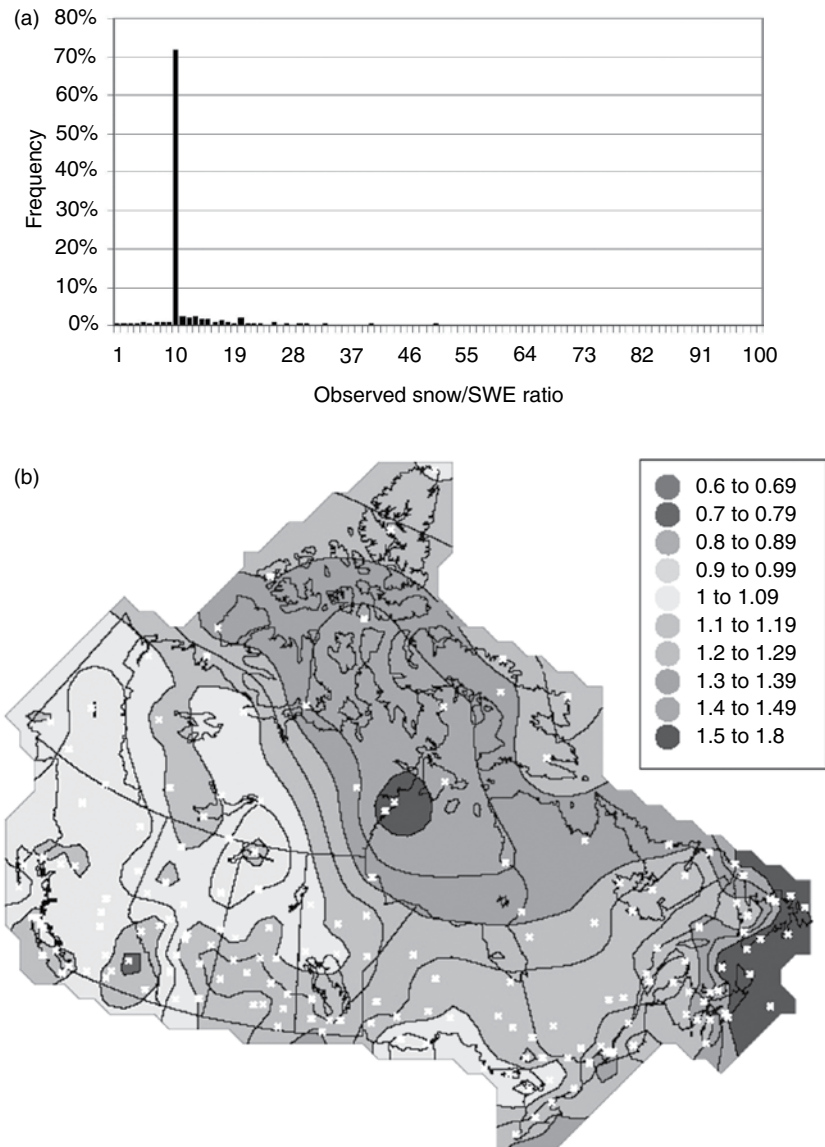 (a)
80%
70%
60%
50%
40%
30%
20%
10%
0%
Frequency
1 10 19 28 37 46 55 64 73 82 91 100
Observed snow/SWE ratio
(b)
0.6 to 0.69
0.7 to 0.79
0.8 to 0.89
0.9 to 0.99
1 to 1.09
1.1 to 1.19
1.2 to 1.29
1.3 to 1.39
1.4 to 1.49
1.5 to 1.8